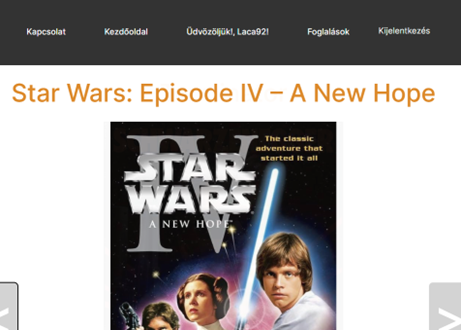 Kapcsolat Kezdőoldal Üdvözöljük!, Laca92! Foglalások Kijelentkezés
Star Wars: Episode IV – A New Hope
The classic
adventure that
started it all
IV
STAR
WARS
A NEW HOPE